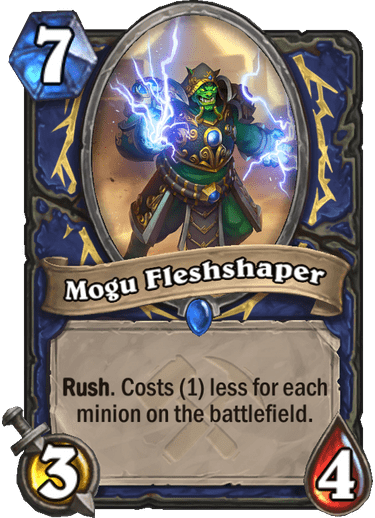 7
Mogu Fleshshaper
Rush. Costs (1) less for each
minion on the battlefield.
3
4